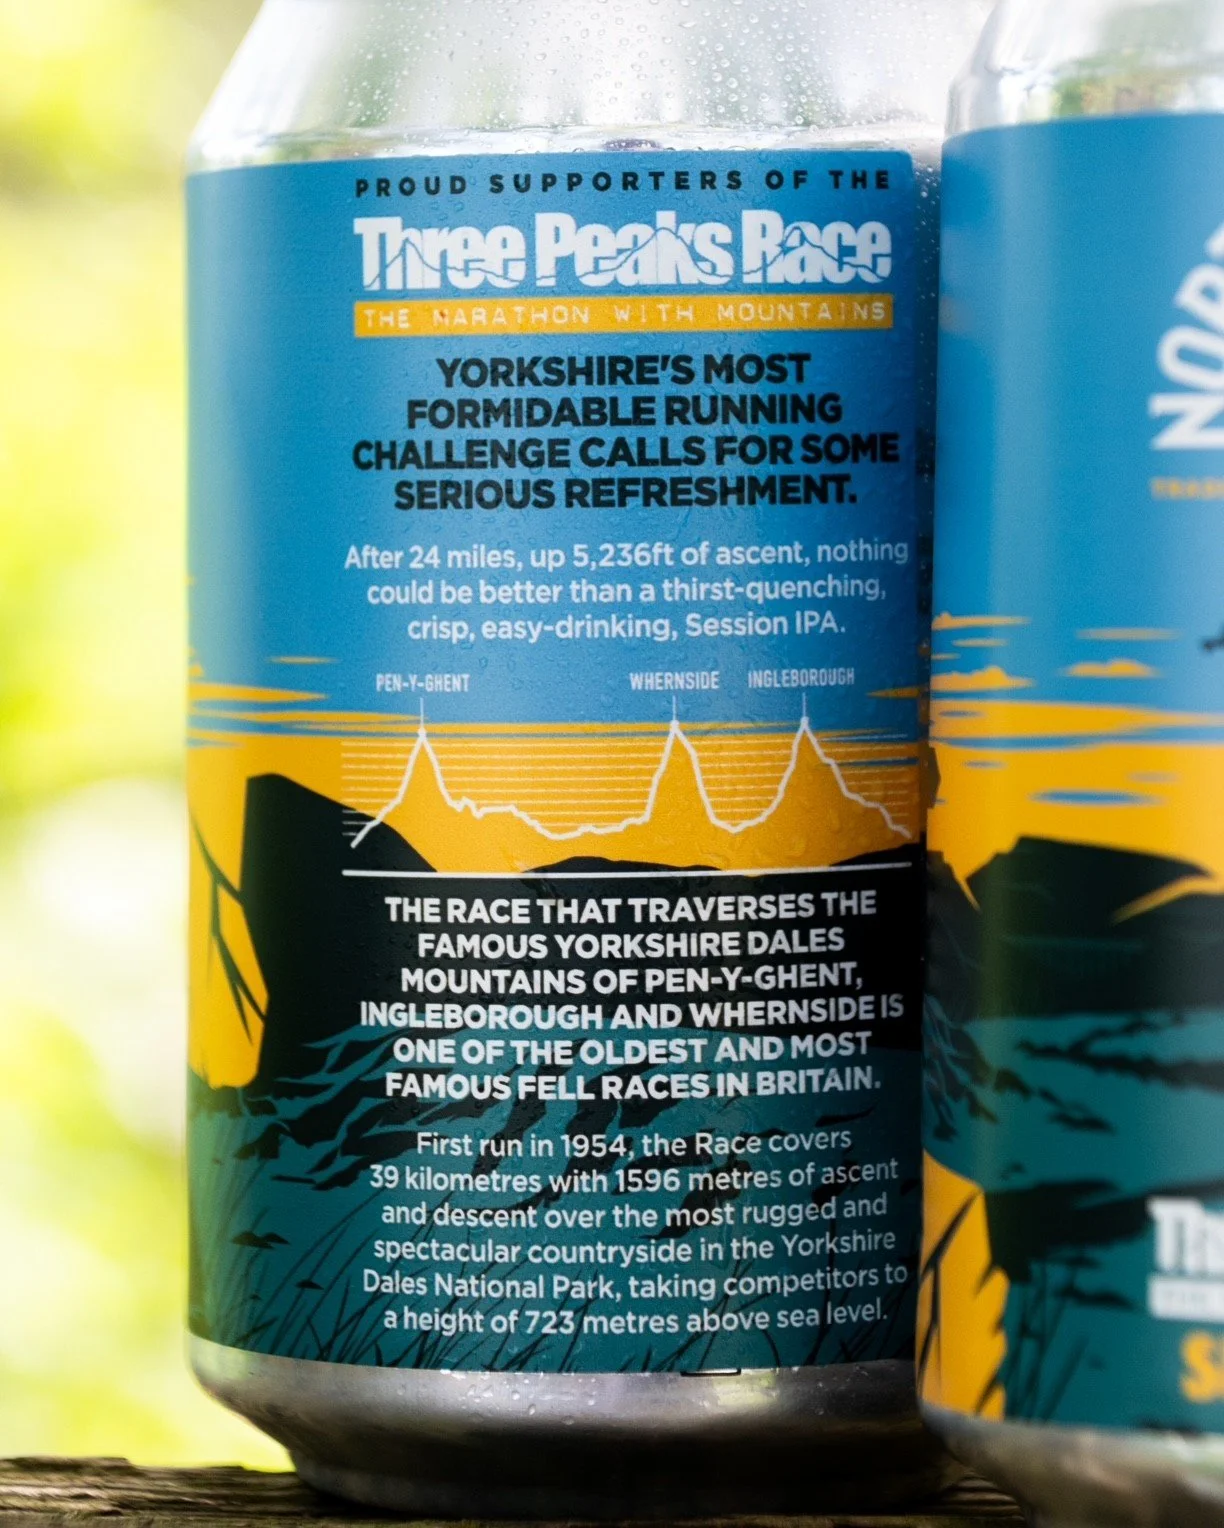 PROUD SUPPORTERS OF THE
Three Peaks Race
THE MARATHON WITH MOUNTAINS
YORKSHIRE'S MOST
FORMIDABLE RUNNING
CHALLENGE CALLS FOR SOME
SERIOUS REFRESHMENT.
After 24 miles, up 5,236ft of ascent, nothing
could be better than a thirst-quenching,
crisp, easy-drinking, Session IPA.
PEN-Y-GHENT WHERNSIDE INGLEBOROUGH
THE RACE THAT TRAVERSES THE
FAMOUS YORKSHIRE DALES
MOUNTAINS OF PEN-Y-GHENT,
INGLEBOROUGH AND WHERNSIDE IS
ONE OF THE OLDEST AND MOST
FAMOUS FELL RACES IN BRITAIN.
First run in 1954, the Race covers
39 kilometres with 1596 metres of ascent
and descent over the most rugged and
spectacular countryside in the Yorkshire
Dales National Park, taking competitors to
a height of 723 metres above sea level.